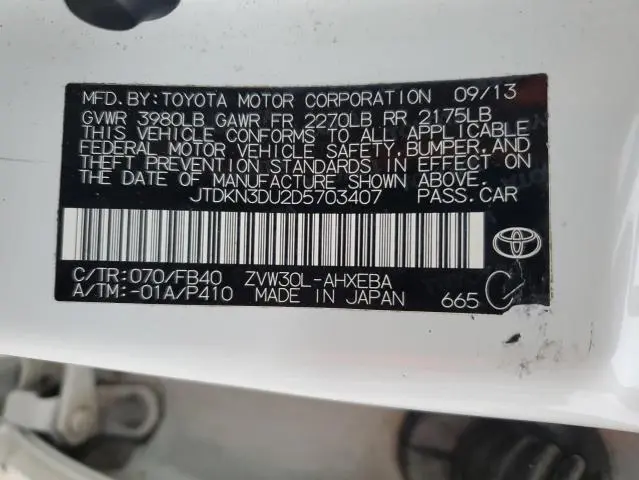 MFD.BY:TOYOTA MOTOR CORPORATION 09/13
GVWR 3980LB GAWR FR 2270LB RR 2175LB
THIS VEHICLE CONFORMS TO ALL APPLICABLE
FEDERAL MOTOR VEHICLE SAFETY, BUMPER, AND
THEFT PREVENTION STANDARDS IN EFFECT ON
THE DATE OF MANUFACTURE SHOWN ABOVE.
JTDKN3DU2D5703407 PASS.CAR
C/TR:070/FB40 ZVW30L-AHXEBA
A/TM:-01A/P410 MADE IN JAPAN 665